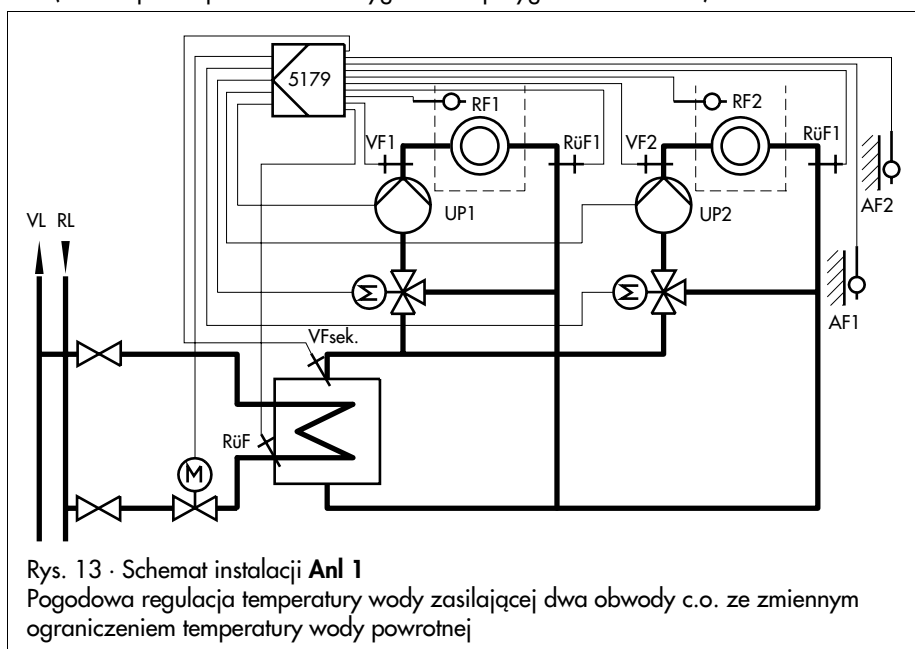 5179
RF1
RF2
VF1
RüF1
VF2
RüF1
UP1
UP2
AF2
VL
RL
AF1
VFsek.
RüF
M
Rys. 13 · Schemat instalacji Anl 1
Pogodowa regulacja temperatury wody zasilającej dwa obwody c.o. ze zmiennym
ograniczeniem temperatury wody powrotnej